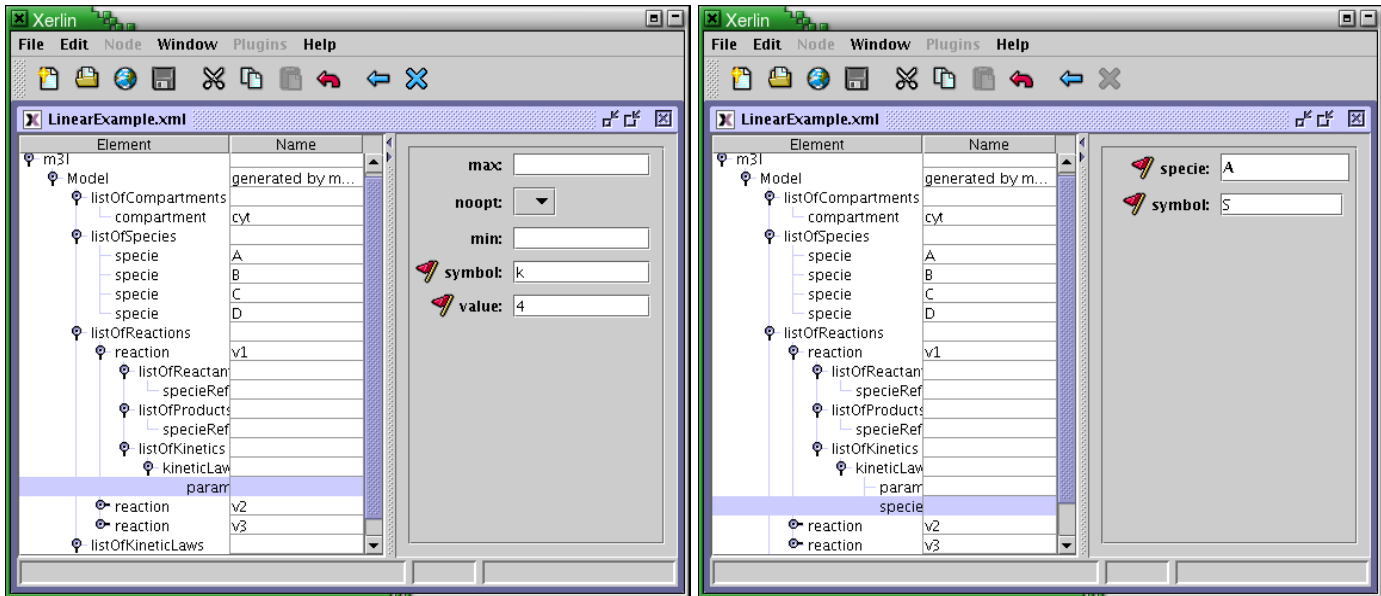 Xerlin
File Edit Node Window Plugins Help
LinearExample.xml
Element Name
m3l
Model generated by m...
listOfCompartments
compartment cyt
listOfSpecies
specie A
specie B
specie C
specie D
listOfReactions
reaction v1
listOfReactan
specieRef
listOfProducts
specieRef
listOfKinetics
kineticLaw
param
reaction v2
reaction v3
listOfKineticLaws
max:
noopt:
min:
symbol: k
value: 4
Xerlin
File Edit Node Window Plugins Help
LinearExample.xml
Element Name
m3l
Model generated by m...
listOfCompartments
compartment cyt
listOfSpecies
specie A
specie B
specie C
specie D
listOfReactions
reaction v1
listOfReactan
specieRef
listOfProducts
specieRef
listOfKinetics
kineticLaw
param
specie
reaction v2
reaction v3
specie: A
symbol: S